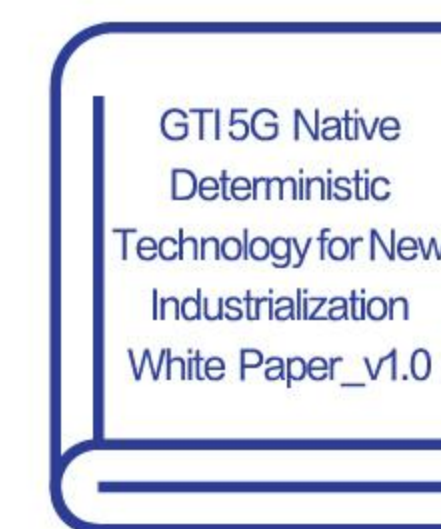 GTI 5G Native
Deterministic
Technology for New
Industrialization
White Paper_v1.0